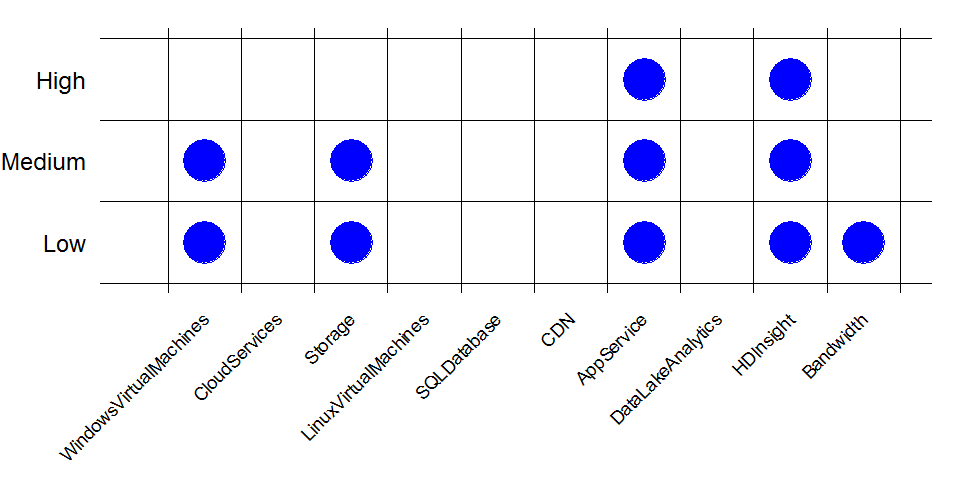 High
Medium
Low
WindowsVirtualMachines
CloudServices
Storage
LinuxVirtualMachines
SQLDatabase
CDN
AppService
DataLakeAnalytics
HDInsight
Bandwidth